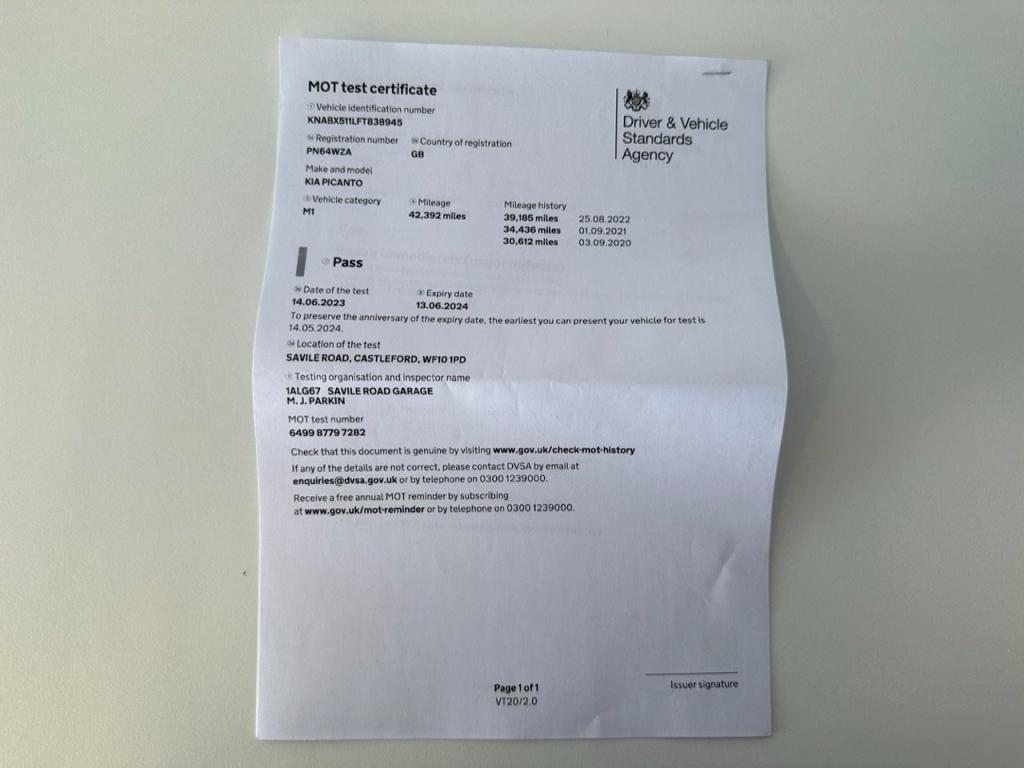 MOT test certificate
Vehicle identification number
KNABX511LFT838945
Registration number
PN64WZA
Country of registration
GB
Make and model
KIA PICANTO
Vehicle category
M1
Mileage
42,392 miles
Mileage history
39,185 miles 25.08.2022
34,436 miles 01.09.2021
30,612 miles 03.09.2020
Driver & Vehicle
Standards
Agency
Pass
Date of the test
14.06.2023
Expiry date
13.06.2024
To preserve the anniversary of the expiry date, the earliest you can present your vehicle for test is
14.05.2024.
Location of the test
SAVILE ROAD, CASTLEFORD, WF10 1PD
Testing organisation and inspector name
1ALG67 SAVILE ROAD GARAGE
M. J. PARKIN
MOT test number
6499 8779 7282
Check that this document is genuine by visiting www.gov.uk/check-mot-history
If any of the details are not correct, please contact DVSA by email at
enquiries@dvsa.gov.uk or by telephone on 0300 1239000.
Receive a free annual MOT reminder by subscribing
at www.gov.uk/mot-reminder or by telephone on 0300 1239000.
Issuer signature
Page 1 of 1
VT20/2.0